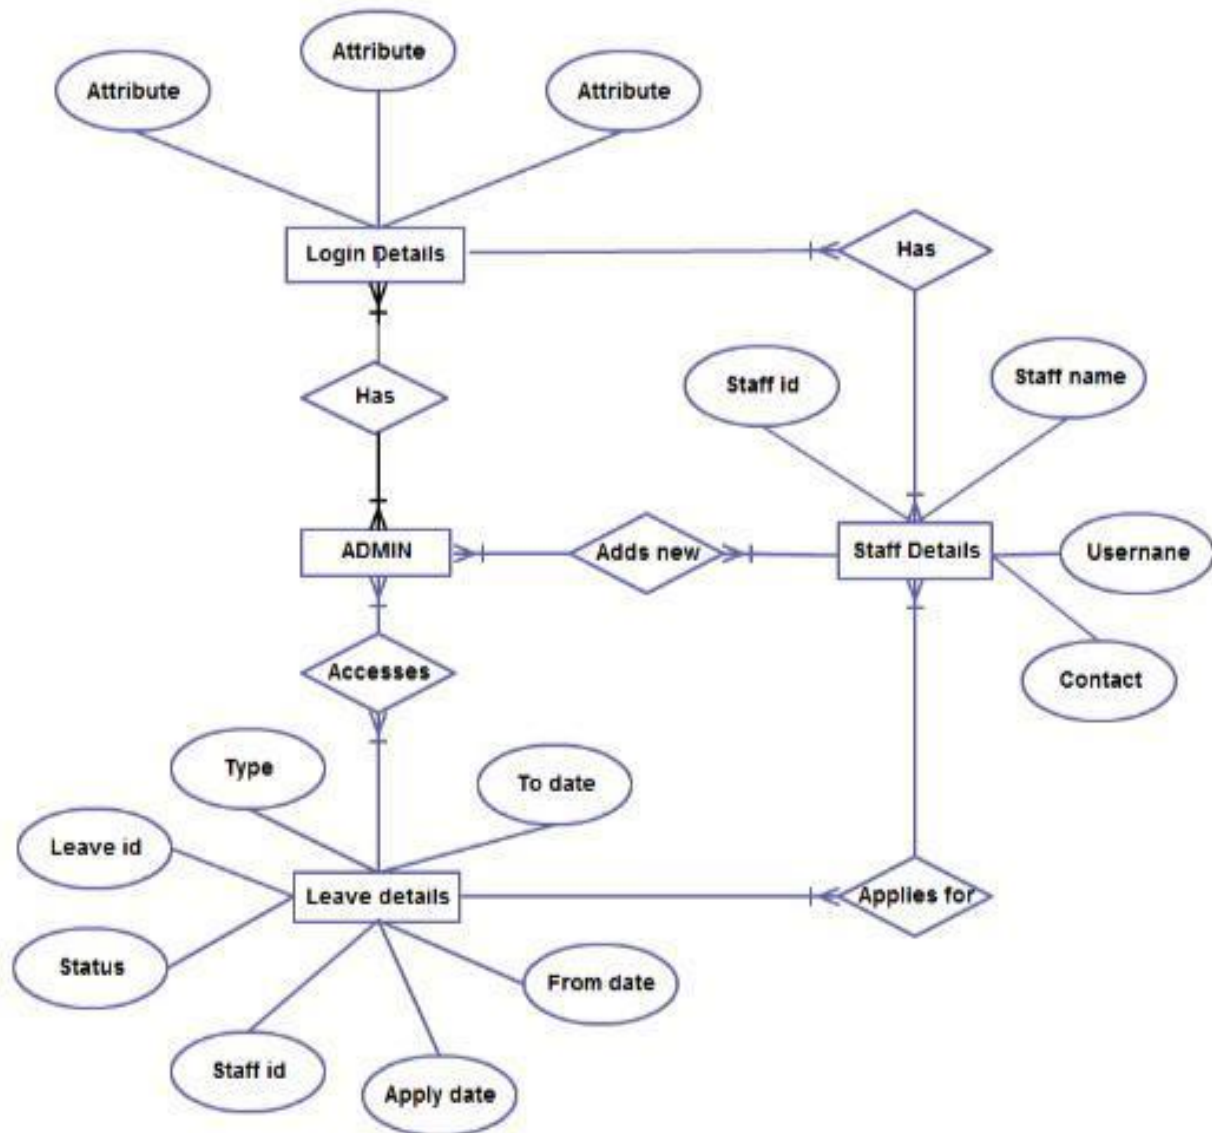 Attribute
Attribute
Attribute
Login Details
Has
Has
Staff id
Staff name
ADMIN
Adds new
Staff Details
Usernane
Accesses
Contact
Type
To date
Leave id
Leave details
Applies for
Status
From date
Staff id
Apply date